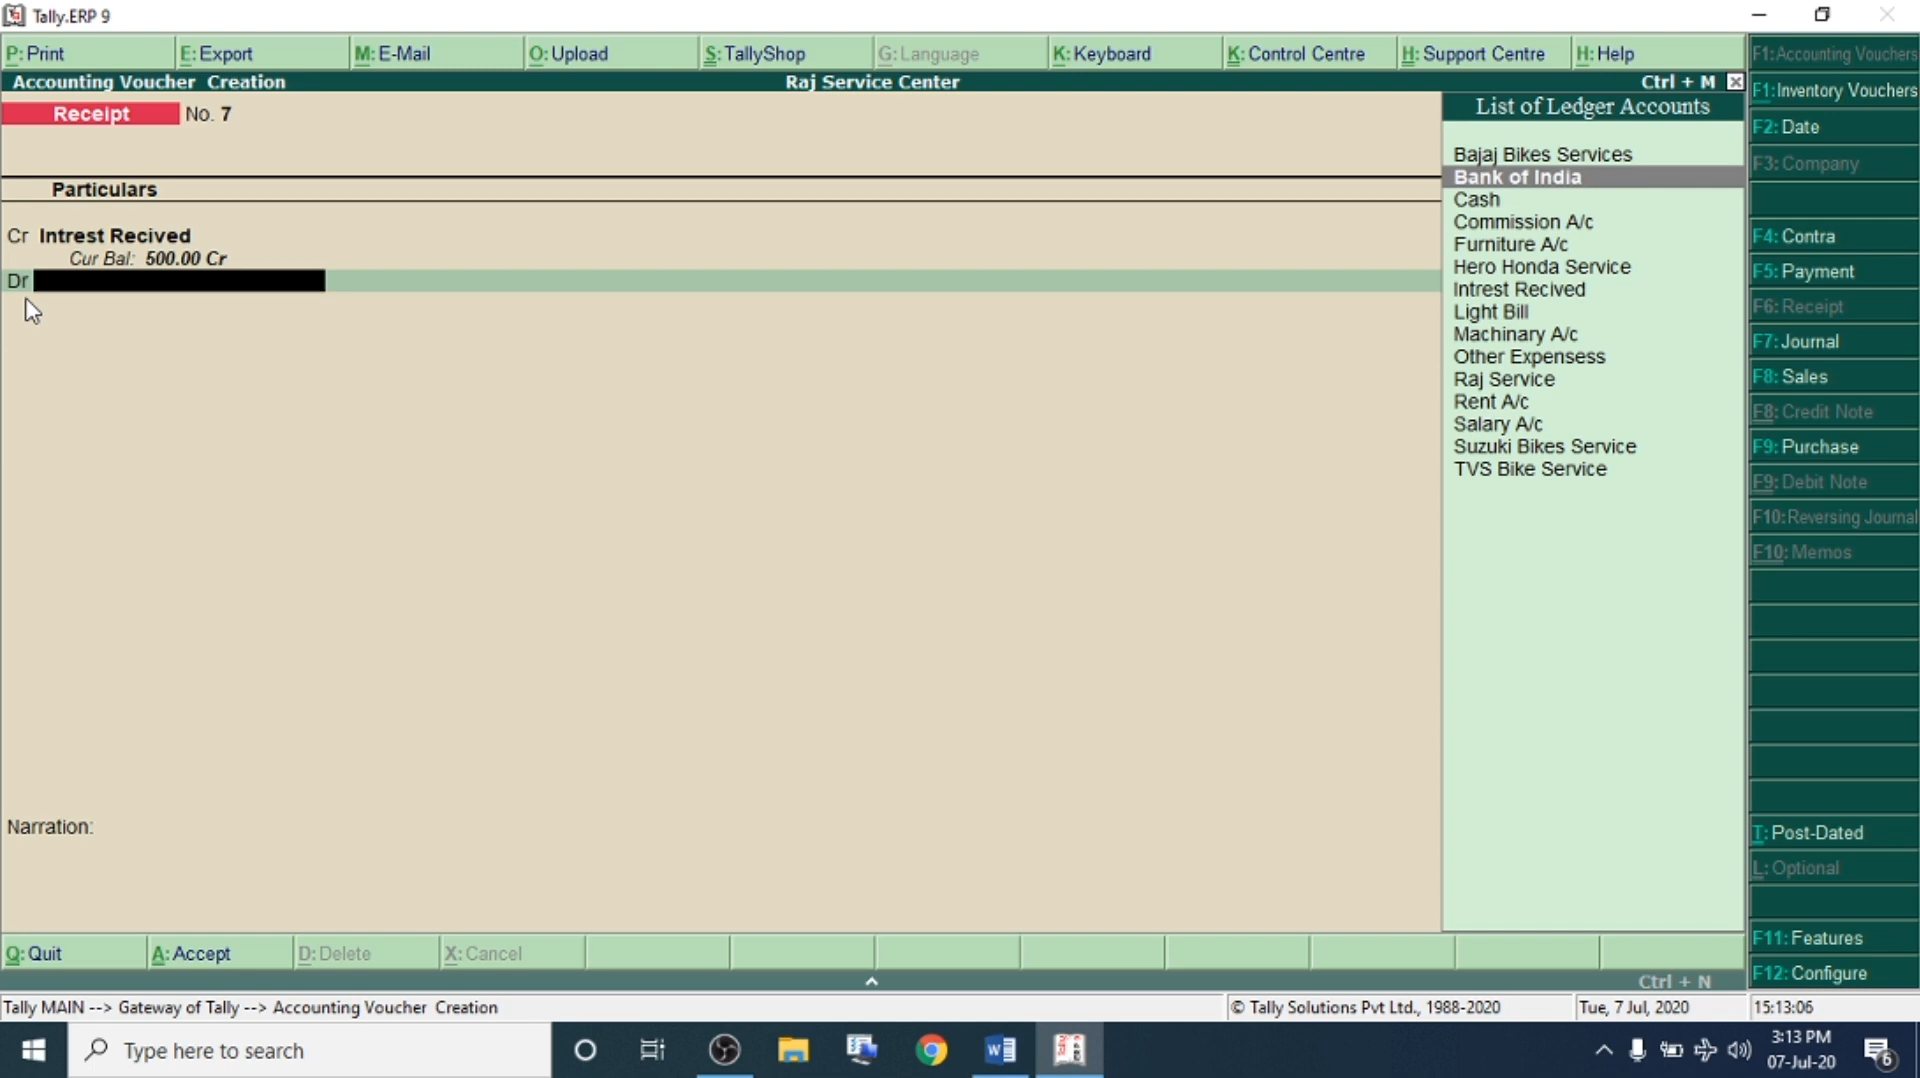 Tally.ERP 9
P: Print E: Export M: E-Mail O: Upload S: TallyShop G: Language K: Keyboard K: Control Centre H: Support Centre H: Help
Accounting Voucher Creation Raj Service Center Ctrl + M
Receipt No. 7
Particulars
Cr Intrest Recived
Cur Bal: 500.00 Cr
Dr
Narration:
List of Ledger Accounts
Bajaj Bikes Services
Bank of India
Cash
Commission A/c
Furniture A/c
Hero Honda Service
Intrest Recived
Light Bill
Machinary A/c
Other Expensess
Raj Service
Rent A/c
Salary A/c
Suzuki Bikes Service
TVS Bike Service
F1: Accounting Vouchers
F1: Inventory Vouchers
F2: Date
F3: Company
F4: Contra
F5: Payment
F6: Receipt
F7: Journal
F8: Sales
F8: Credit Note
F9: Purchase
F9: Debit Note
F10: Reversing Journal
F10: Memos
T: Post-Dated
L: Optional
F11: Features
F12: Configure
Q: Quit A: Accept D: Delete X: Cancel
Ctrl + N
Tally MAIN --> Gateway of Tally --> Accounting Voucher Creation © Tally Solutions Pvt Ltd., 1988-2020 Tue, 7 Jul, 2020 15:13:06
Type here to search
3:13 PM
07-Jul-20
6